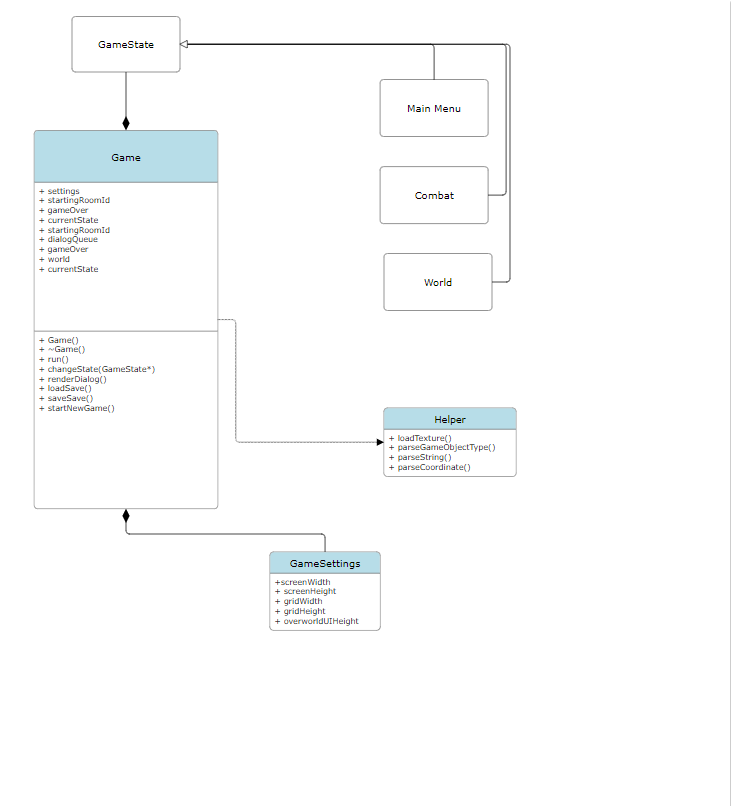 GameState
Main Menu
Game
Combat
+ settings
+ startingRoomId
+ gameOver
+ currentState
+ startingRoomId
+ dialogQueue
+ gameOver
+ world
+ currentState
World
+ Game()
+ ~Game()
+ run()
+ changeState(GameState*)
+ renderDialog()
+ loadSave()
+ saveSave()
+ startNewGame()
Helper
+ loadTexture()
+ parseGameObjectType()
+ parseString()
+ parseCoordinate()
GameSettings
+screenWidth
+ screenHeight
+ gridWidth
+ gridHeight
+ overworldUIHeight